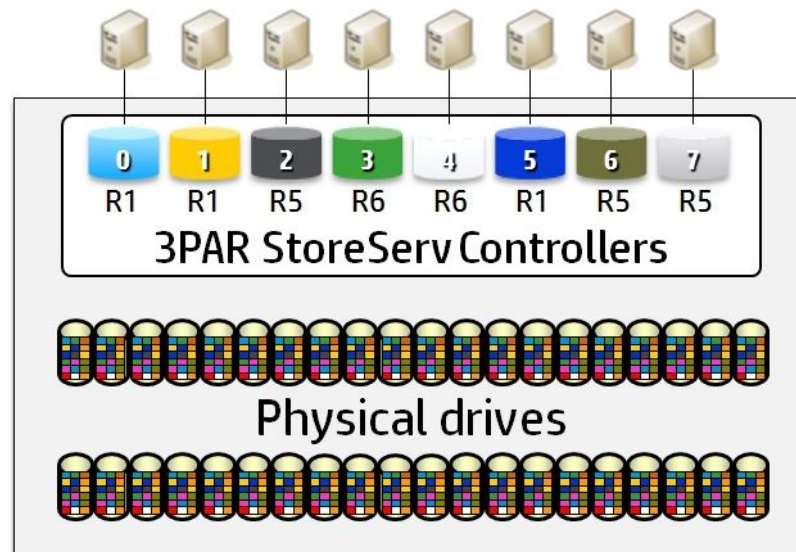 0 1 2 3 4 5 6 7
R1 R1 R5 R6 R6 R1 R5 R5
3PAR StoreServ Controllers
Physical drives